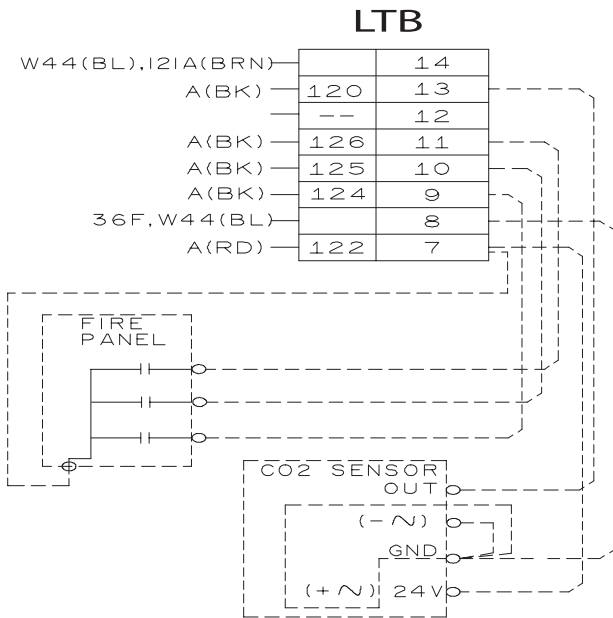 LTB
W44(BL),121A(BRN) 14
A(BK) 120 13
-- 12
A(BK) 126 11
A(BK) 125 10
A(BK) 124 9
36F,W44(BL) 8
A(RD) 122 7
FIRE
PANEL
CO2 SENSOR
OUT
(-∿)
GND
(+∿) 24V